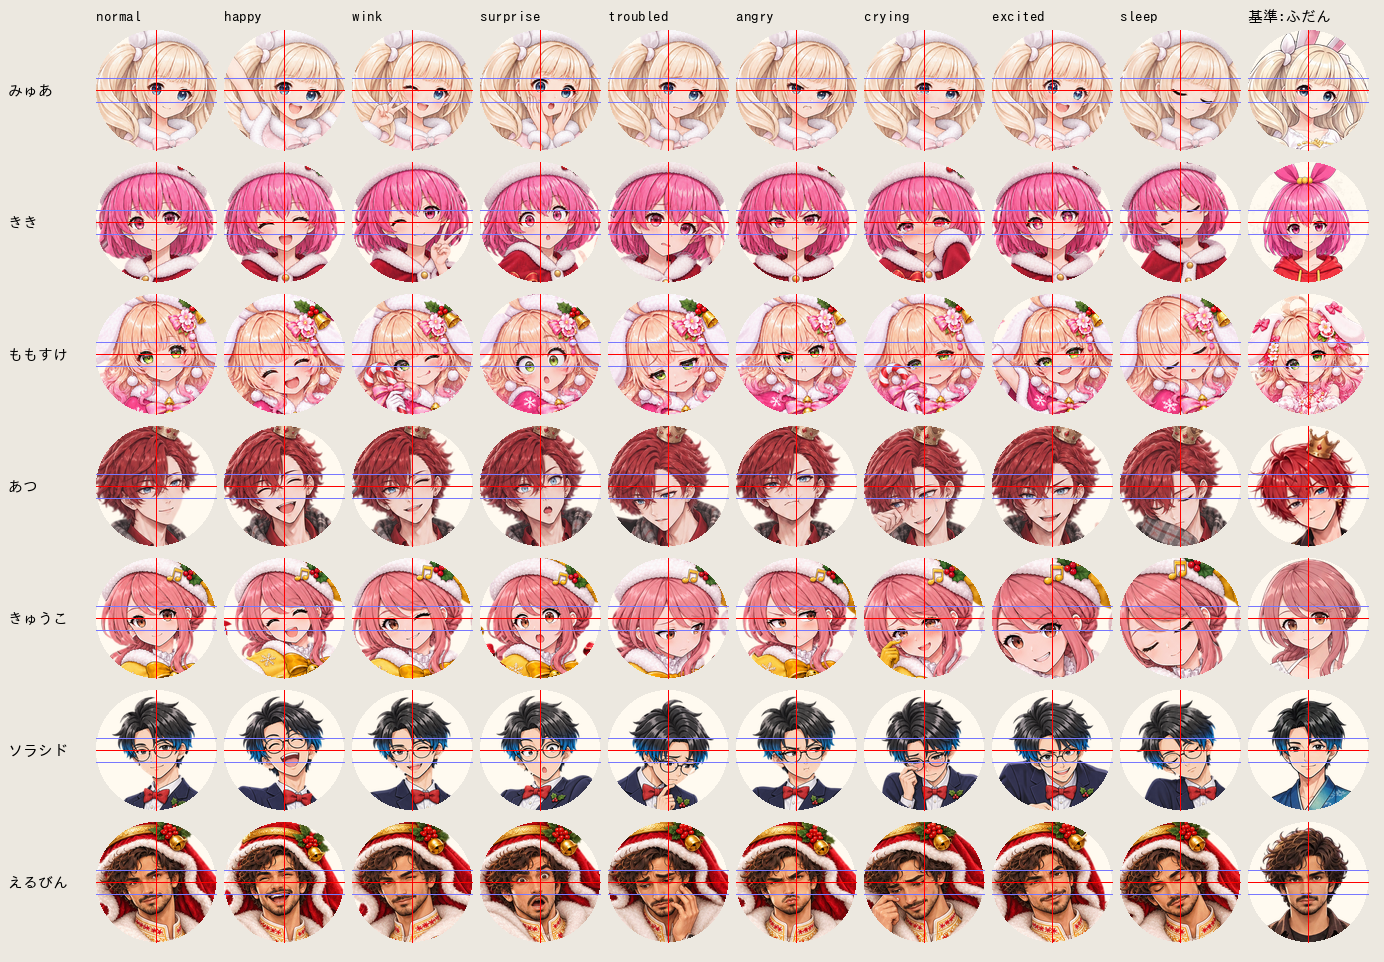 normal happy wink surprise troubled angry crying excited sleep 基準:ふだん
みゅあ
きき
ももすけ
あつ
きゅうこ
ソラシド
えるびん